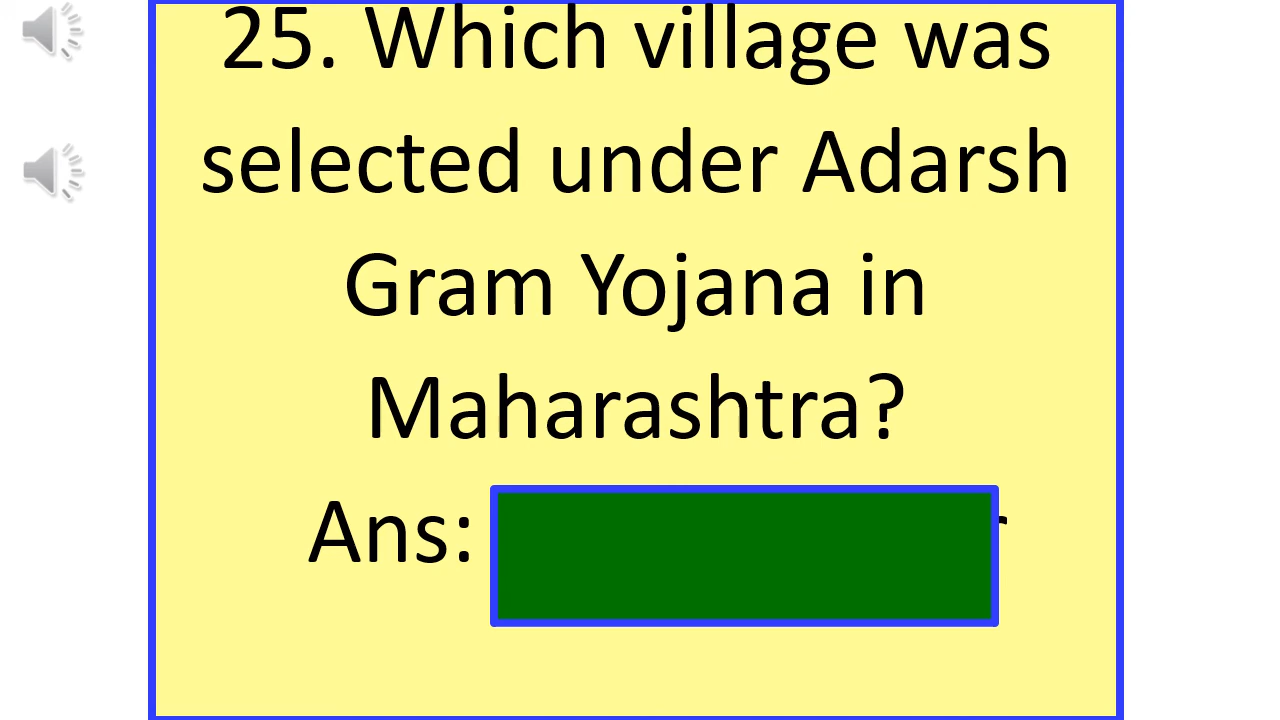 25. Which village was
selected under Adarsh
Gram Yojana in
Maharashtra?
Ans: